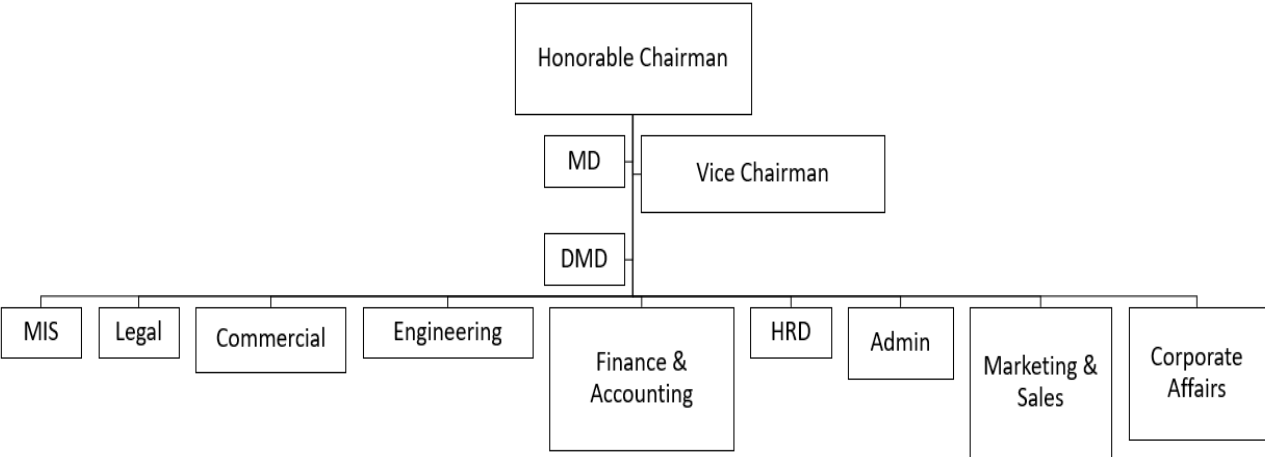 Honorable Chairman
MD
Vice Chairman
DMD
MIS
Legal
Commercial
Engineering
Finance &
Accounting
HRD
Admin
Marketing &
Sales
Corporate
Affairs